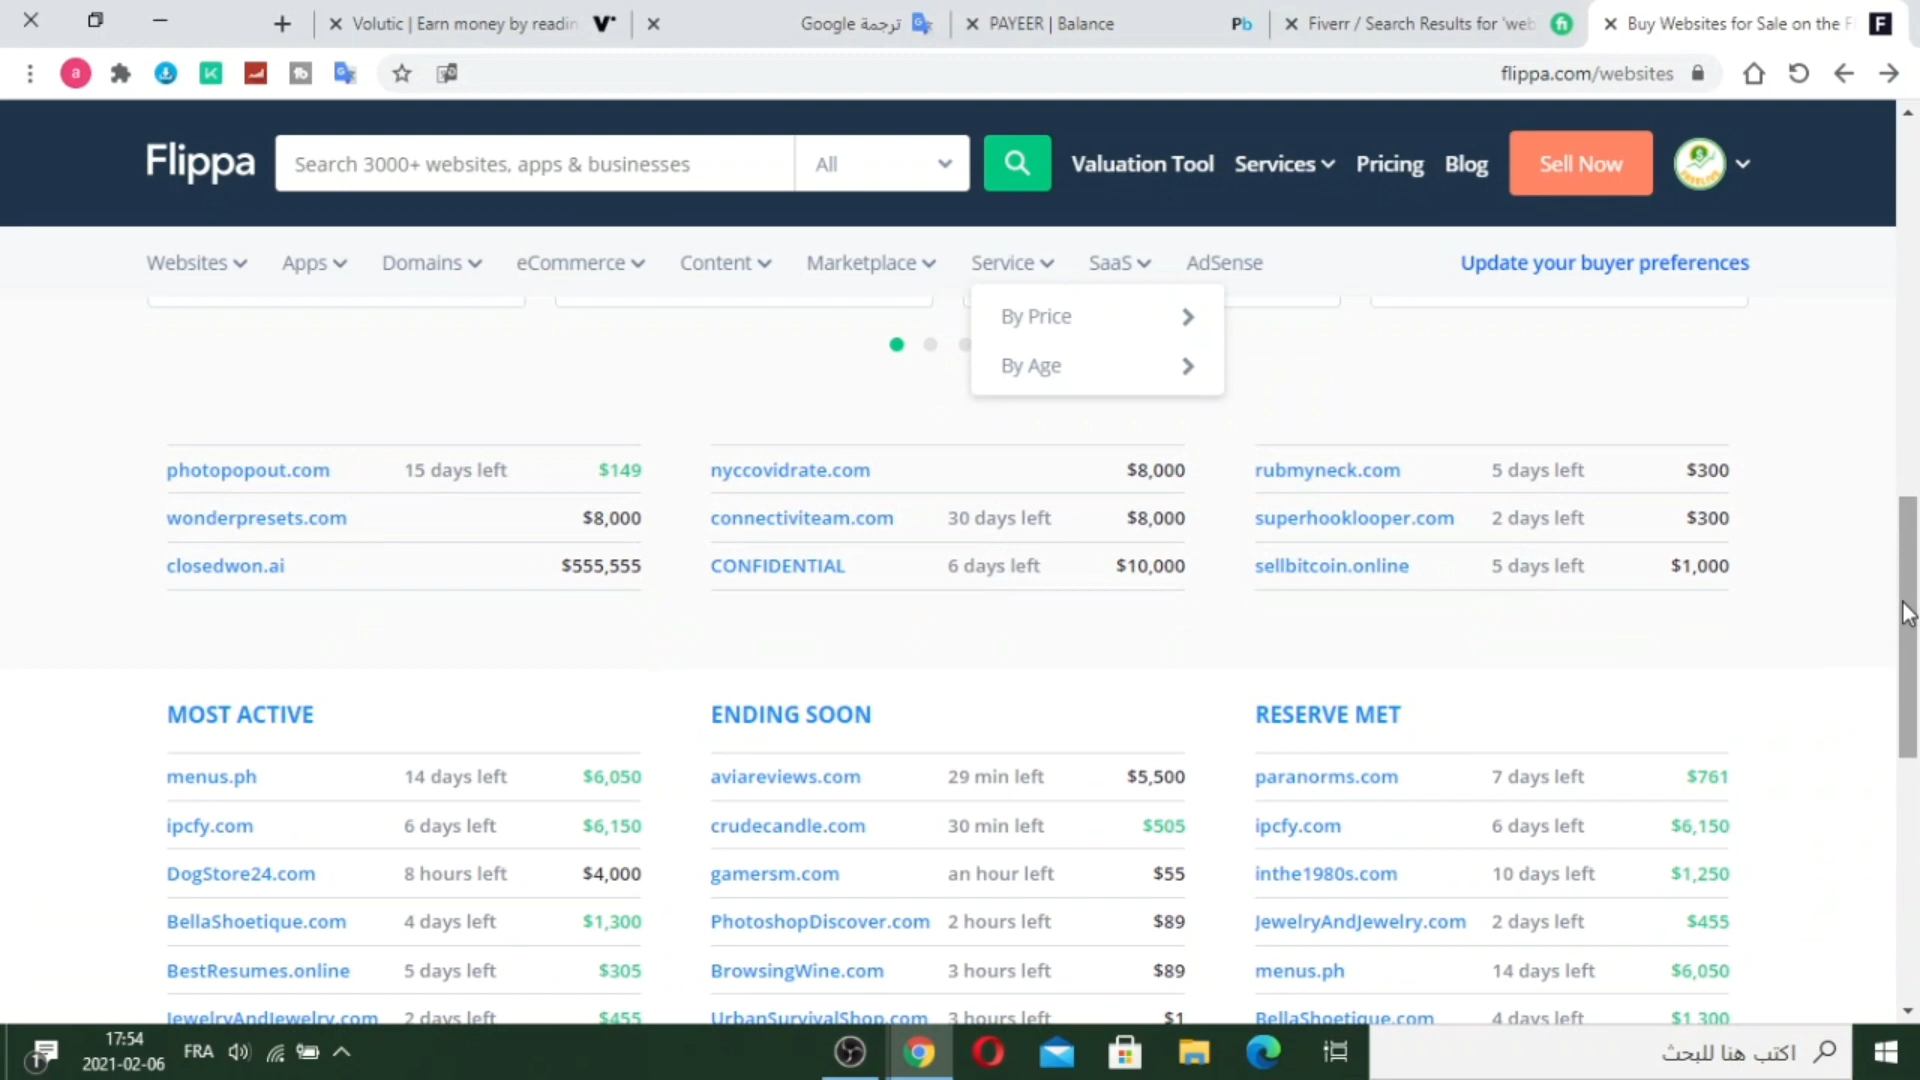 Volutic | Earn money by readin
ترجمة Google
PAYEER | Balance
Pb
Fiverr / Search Results for 'web
fi
Buy Websites for Sale on the F
F
a
flippa.com/websites
Flippa
Search 3000+ websites, apps & businesses
All
Valuation Tool
Services
Pricing
Blog
Sell Now
Websites
Apps
Domains
eCommerce
Content
Marketplace
Service
SaaS
AdSense
Update your buyer preferences
By Price
By Age
photopopout.com 15 days left $149
wonderpresets.com $8,000
closedwon.ai $555,555
nyccovidrate.com $8,000
connectiviteam.com 30 days left $8,000
CONFIDENTIAL 6 days left $10,000
rubmyneck.com 5 days left $300
superhooklooper.com 2 days left $300
sellbitcoin.online 5 days left $1,000
MOST ACTIVE
menus.ph 14 days left $6,050
ipcfy.com 6 days left $6,150
DogStore24.com 8 hours left $4,000
BellaShoetique.com 4 days left $1,300
BestResumes.online 5 days left $305
JewelryAndJewelry.com 2 days left $455
ENDING SOON
aviareviews.com 29 min left $5,500
crudecandle.com 30 min left $505
gamersm.com an hour left $55
PhotoshopDiscover.com 2 hours left $89
BrowsingWine.com 3 hours left $89
UrbanSurvivalShop.com 3 hours left $1
RESERVE MET
paranorms.com 7 days left $761
ipcfy.com 6 days left $6,150
inthe1980s.com 10 days left $1,250
JewelryAndJewelry.com 2 days left $455
menus.ph 14 days left $6,050
BellaShoetique.com 4 days left $1,300
1
17:54
2021-02-06
FRA
اكتب هنا للبحث